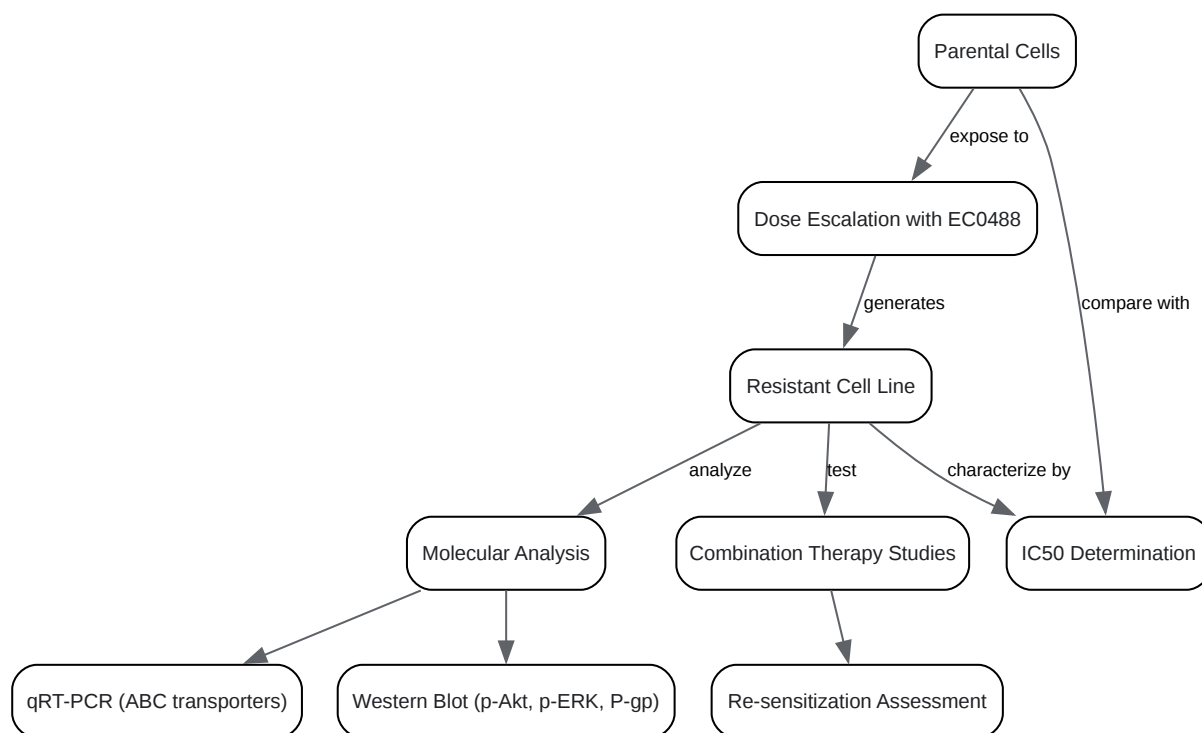 Parental Cells
expose to
Dose Escalation with EC0488
generates
compare with
Resistant Cell Line
analyze
test
characterize by
Molecular Analysis
Combination Therapy Studies
IC50 Determination
qRT-PCR (ABC transporters)
Western Blot (p-Akt, p-ERK, P-gp)
Re-sensitization Assessment